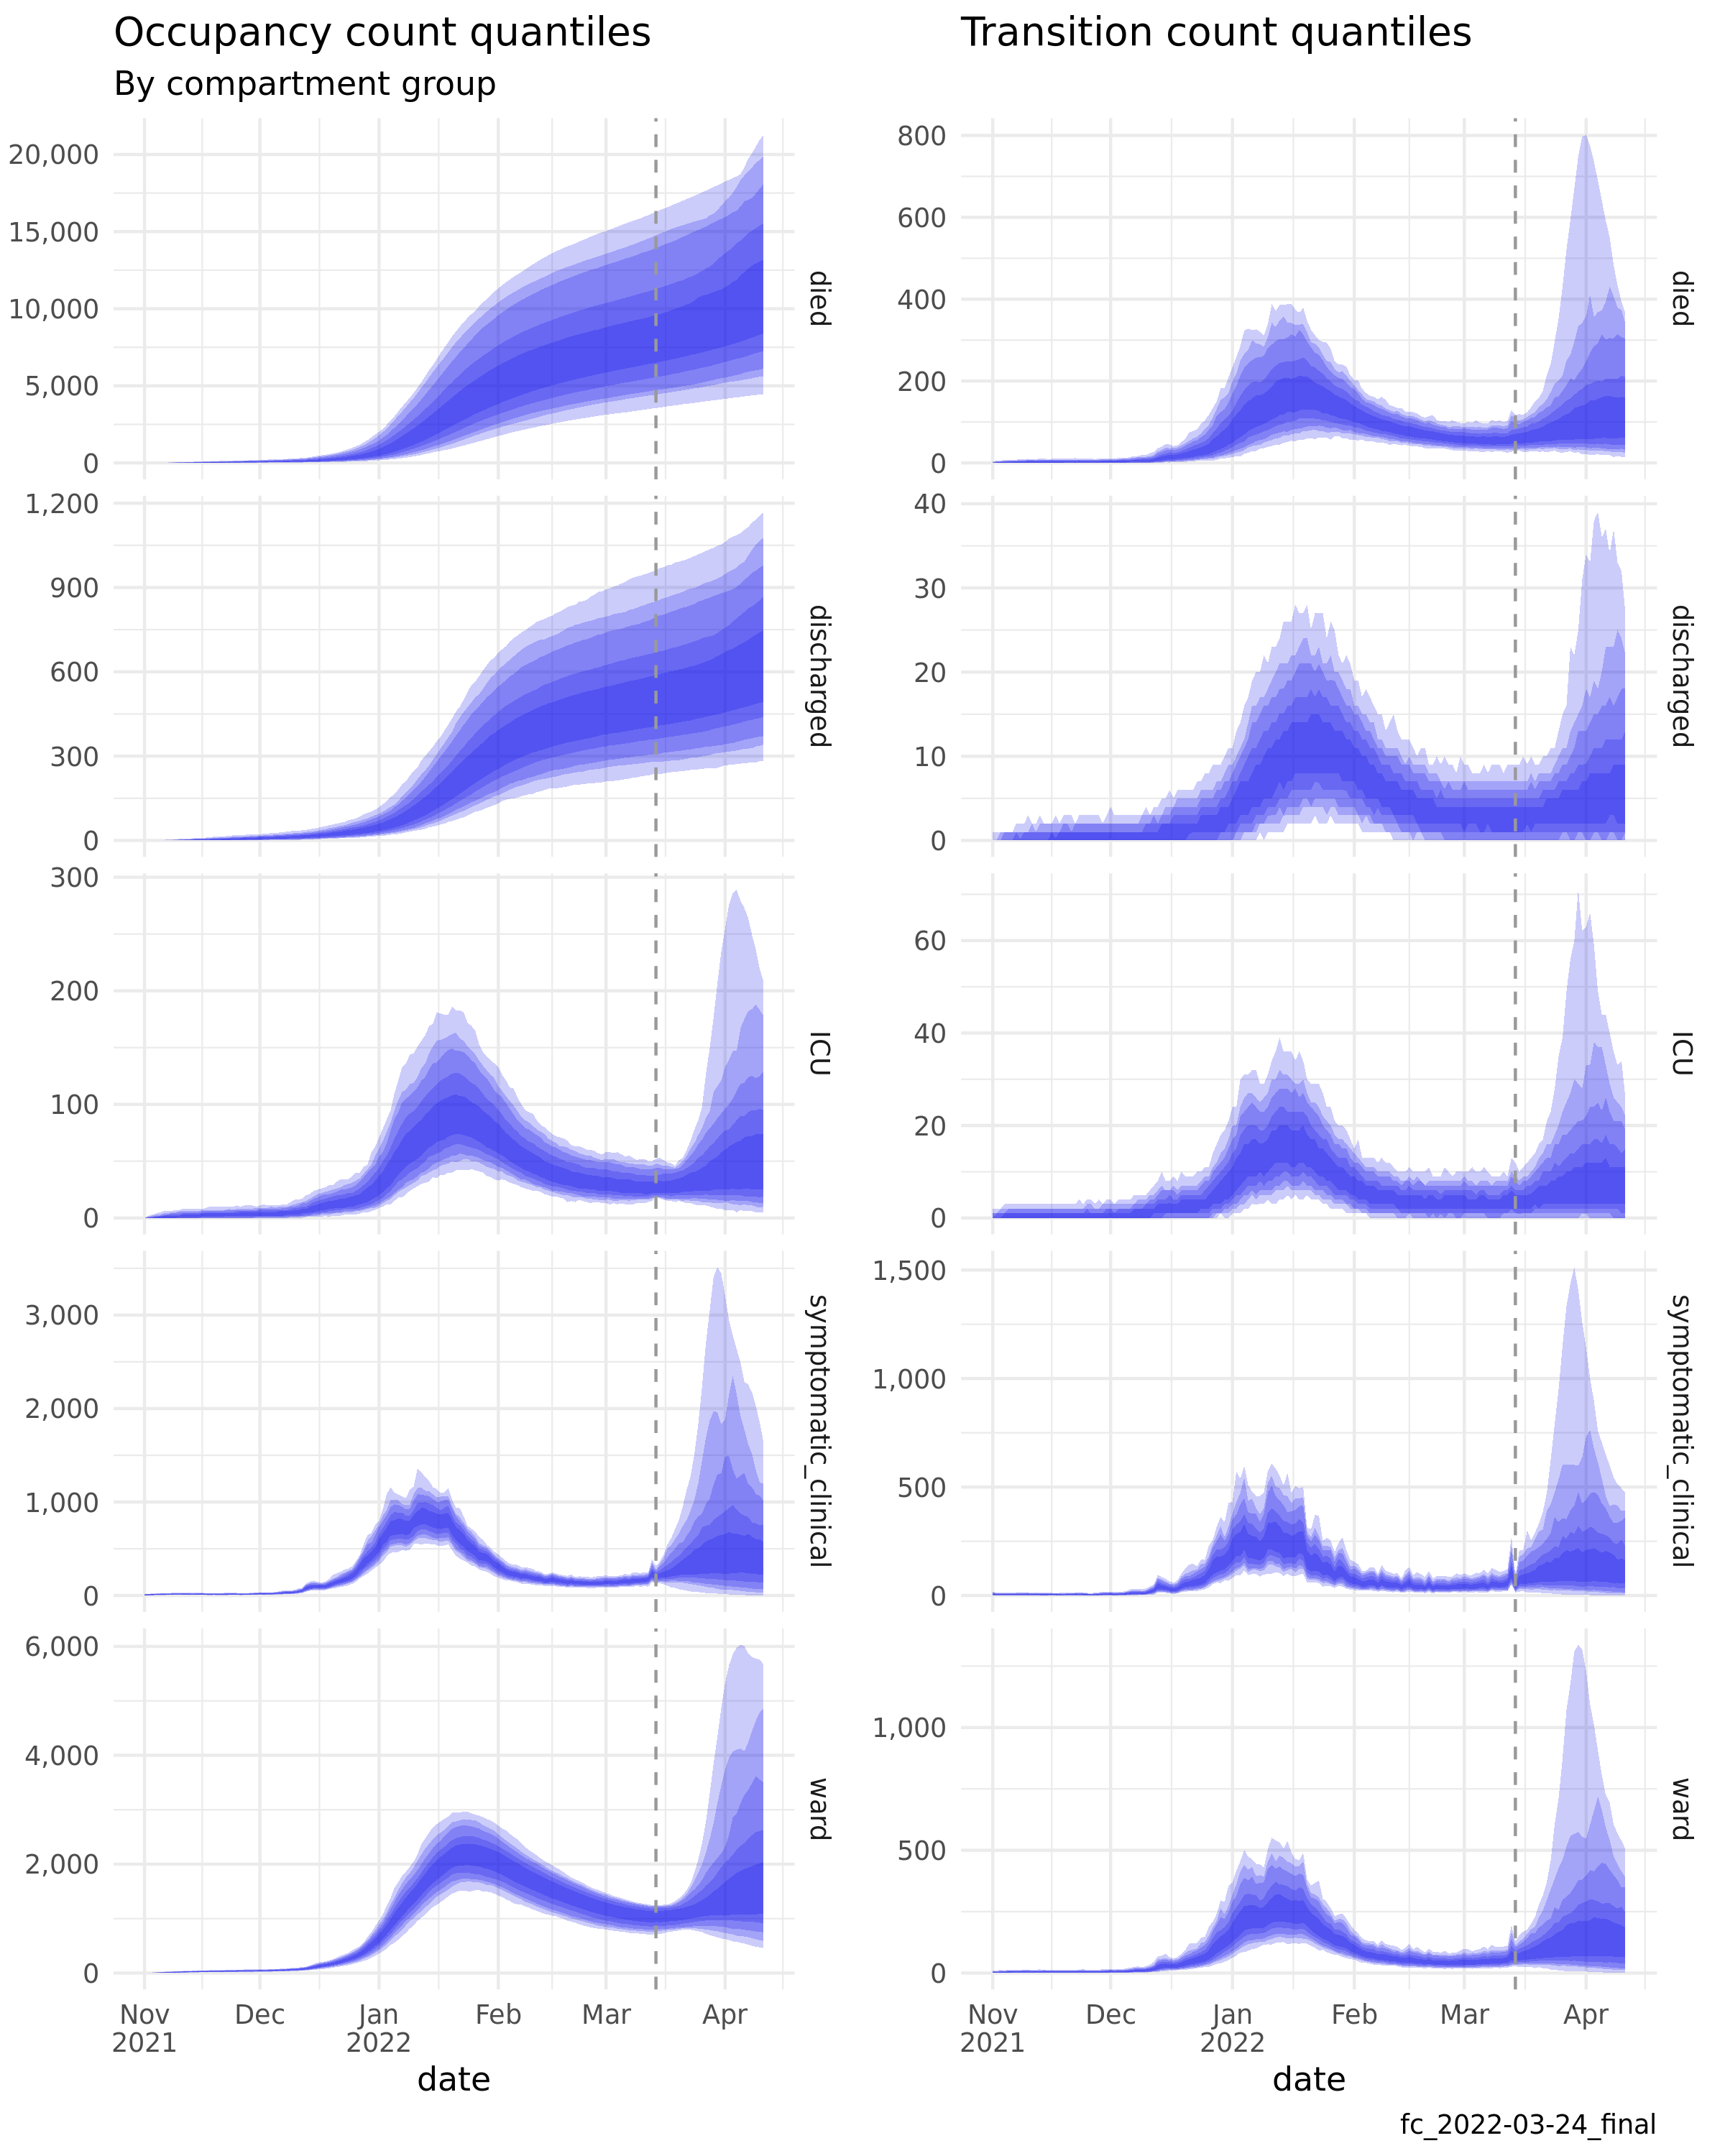 Occupancy count quantiles
By compartment group
20,000
15,000
10,000
5,000
0
died
1,200
900
600
300
0
discharged
300
200
100
0
ICU
3,000
2,000
1,000
0
symptomatic_clinical
6,000
4,000
2,000
0
ward
Nov Dec Jan Feb Mar Apr
2021 2022
date
Transition count quantiles
800
600
400
200
0
died
40
30
20
10
0
discharged
60
40
20
0
ICU
1,500
1,000
500
0
symptomatic_clinical
1,000
500
0
ward
Nov Dec Jan Feb Mar Apr
2021 2022
date
fc_2022-03-24_final